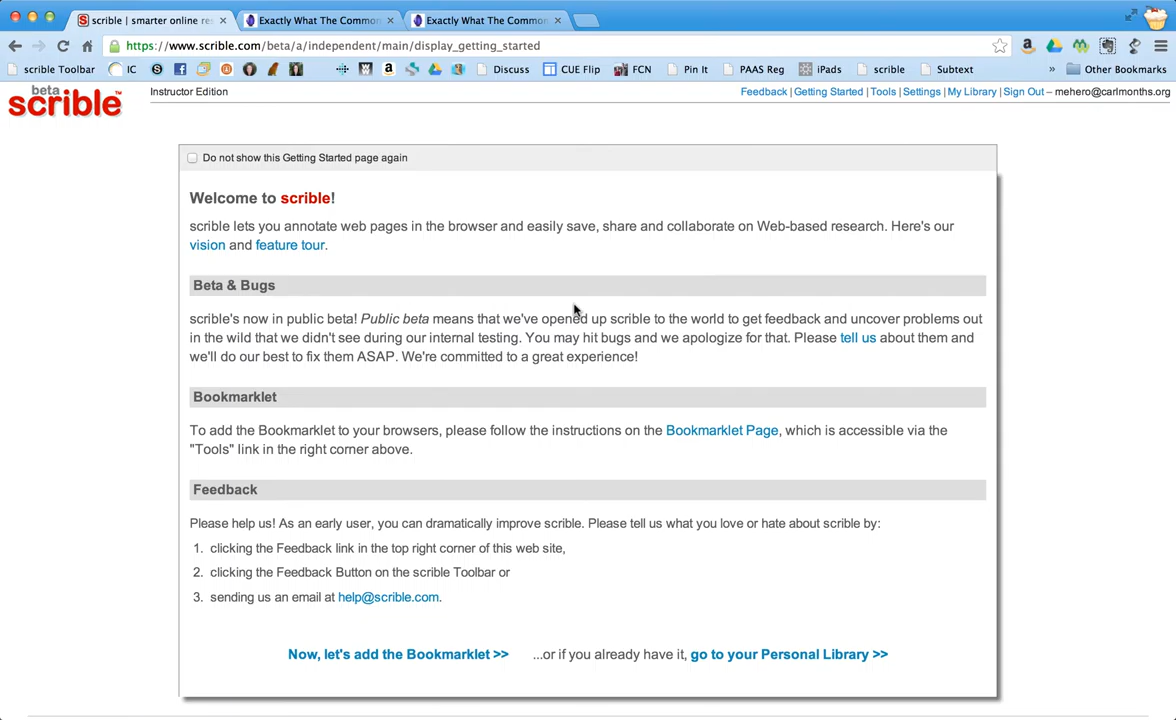 scrible | smarter online res
Exactly What The Common
Exactly What The Common
https://www.scrible.com/beta/a/independent/main/display_getting_started
scrible Toolbar IC Discuss CUE Flip FCN Pin It PAAS Reg iPads scrible Subtext » Other Bookmarks
beta
scrible™
Instructor Edition
Feedback | Getting Started | Tools | Settings | My Library | Sign Out – mehero@carlmonths.org
Do not show this Getting Started page again
Welcome to scrible!
scrible lets you annotate web pages in the browser and easily save, share and collaborate on Web-based research. Here's our
vision and feature tour.
Beta & Bugs
scrible's now in public beta! Public beta means that we've opened up scrible to the world to get feedback and uncover problems out
in the wild that we didn't see during our internal testing. You may hit bugs and we apologize for that. Please tell us about them and
we'll do our best to fix them ASAP. We're committed to a great experience!
Bookmarklet
To add the Bookmarklet to your browsers, please follow the instructions on the Bookmarklet Page, which is accessible via the
"Tools" link in the right corner above.
Feedback
Please help us! As an early user, you can dramatically improve scrible. Please tell us what you love or hate about scrible by:
1. clicking the Feedback link in the top right corner of this web site,
2. clicking the Feedback Button on the scrible Toolbar or
3. sending us an email at help@scrible.com.
Now, let's add the Bookmarklet >> ...or if you already have it, go to your Personal Library >>